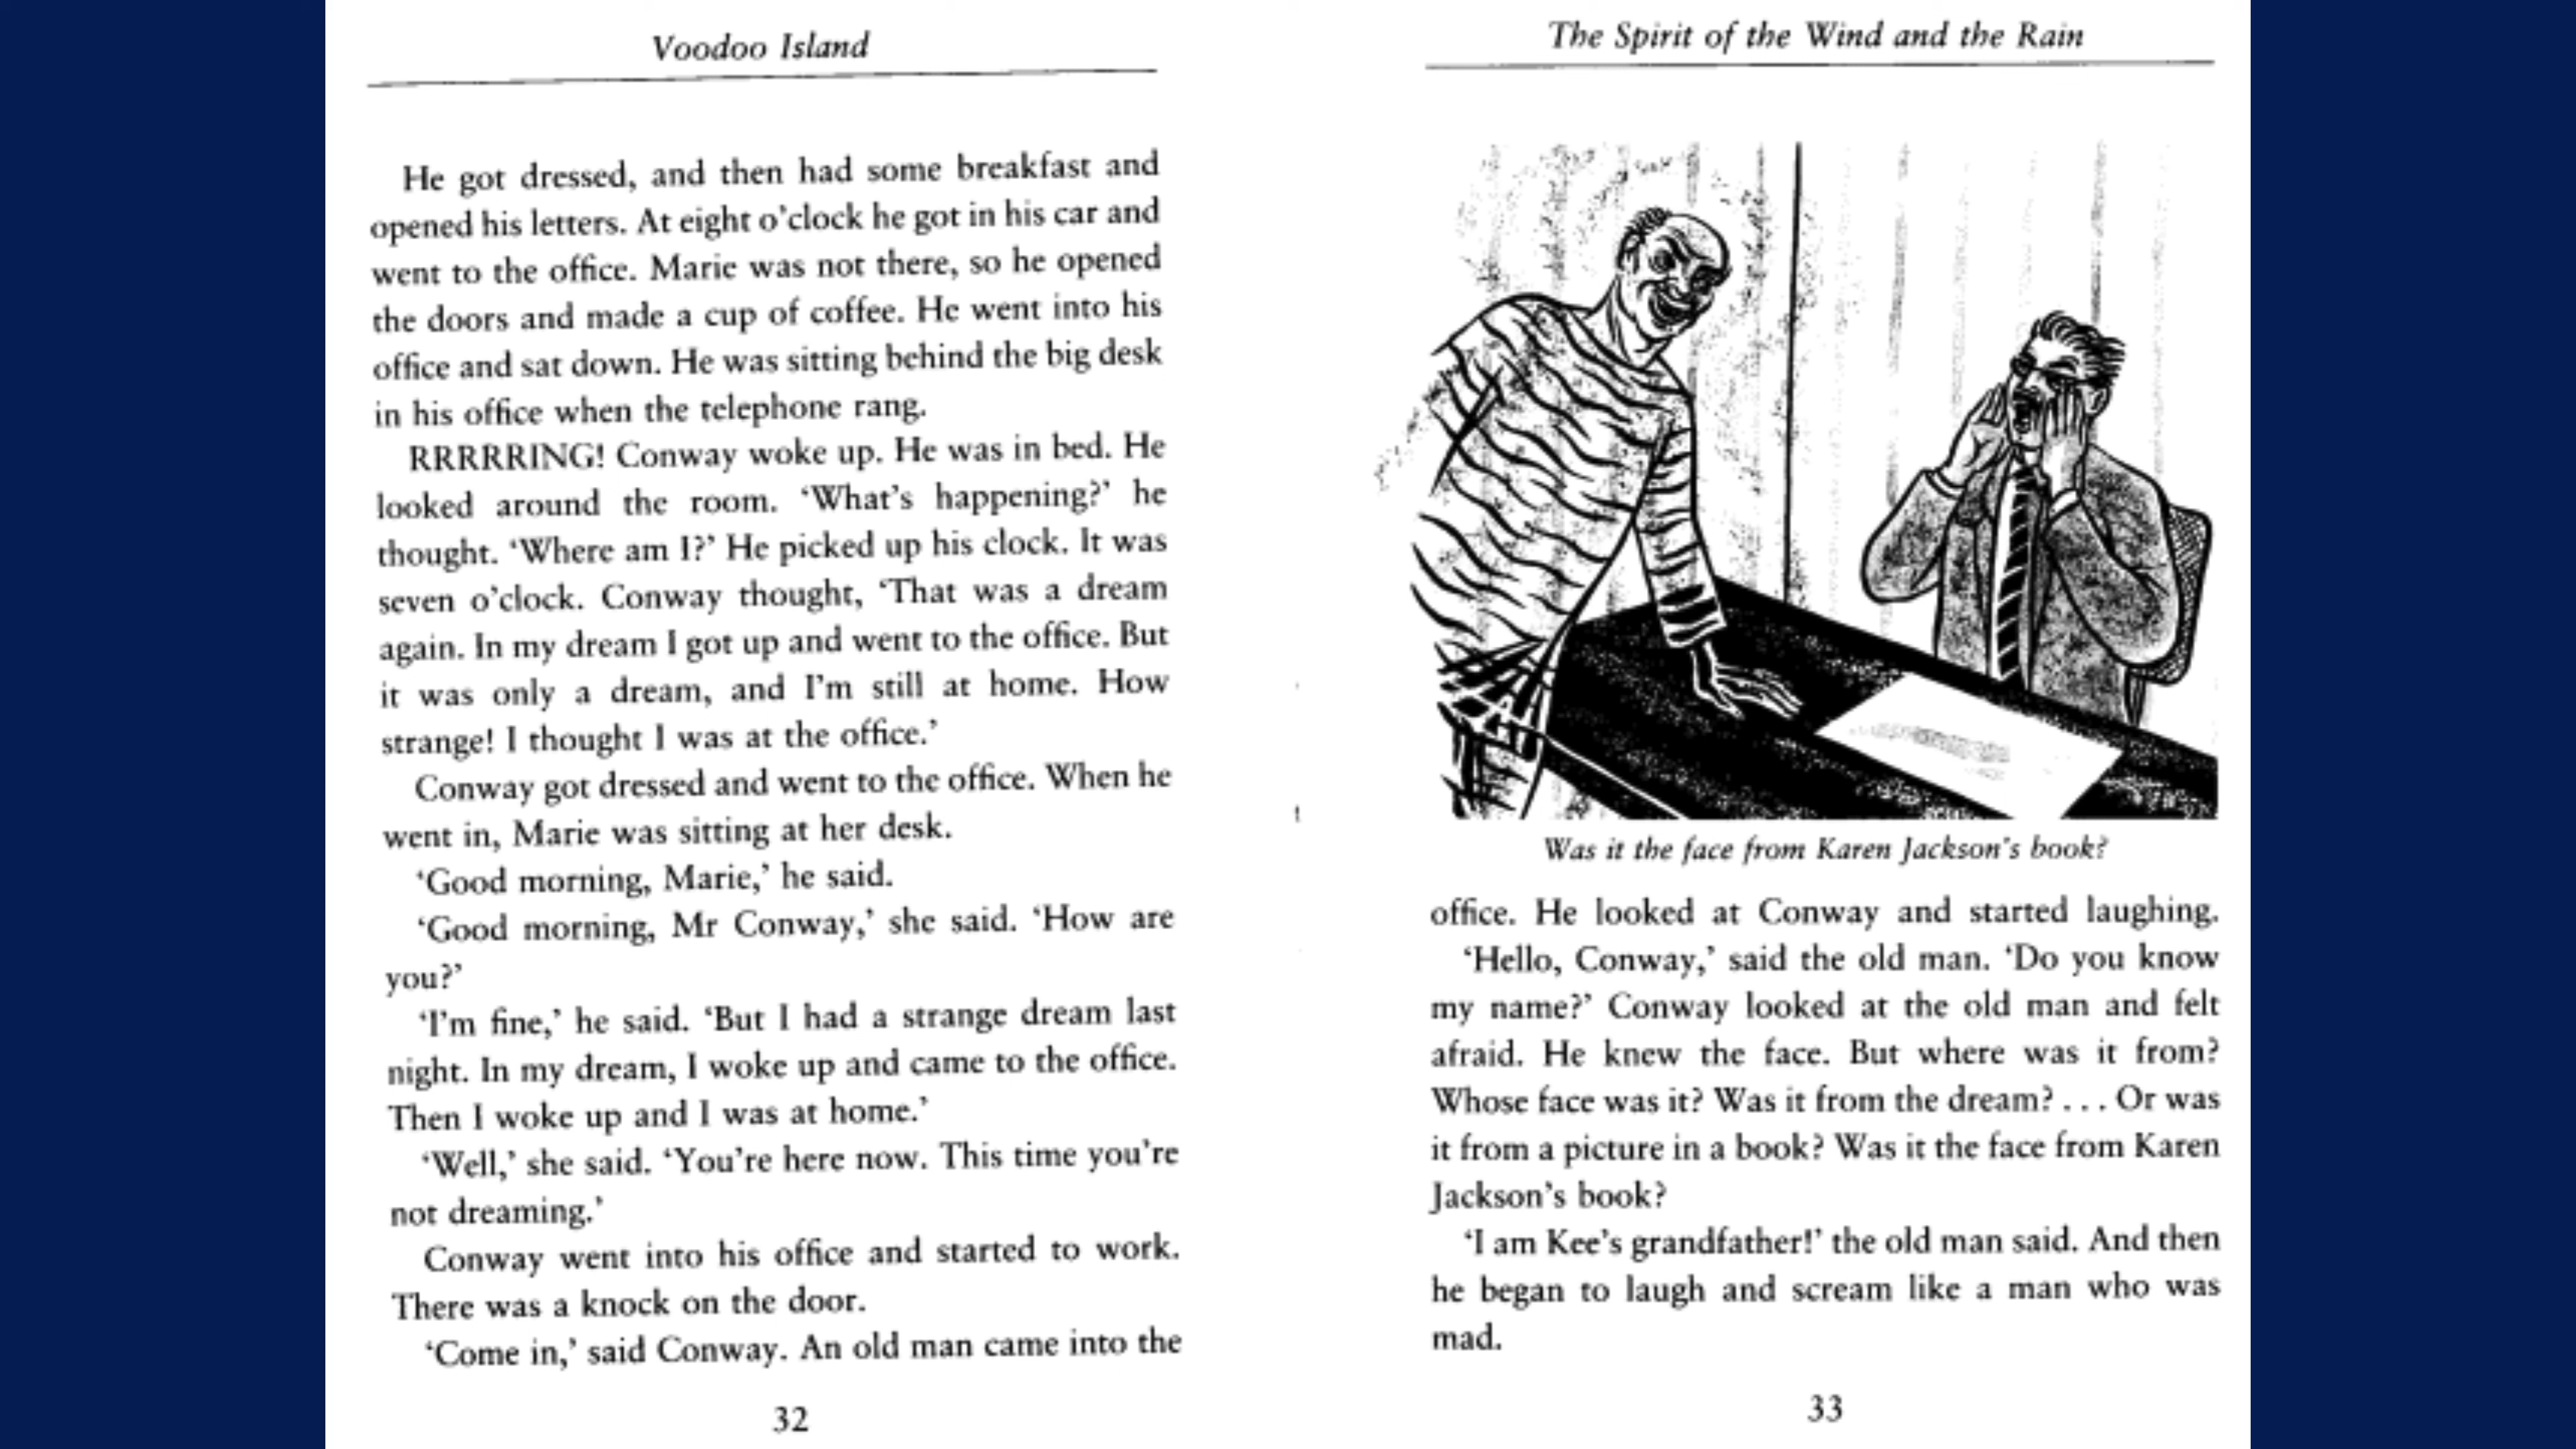 Voodoo Island
He got dressed, and then had some breakfast and
opened his letters. At eight o'clock he got in his car and
went to the office. Marie was not there, so he opened
the doors and made a cup of coffee. He went into his
office and sat down. He was sitting behind the big desk
in his office when the telephone rang.
RRRRRING! Conway woke up. He was in bed. He
looked around the room. ‘What's happening?’ he
thought. ‘Where am I?’ He picked up his clock. It was
seven o'clock. Conway thought, ‘That was a dream
again. In my dream I got up and went to the office. But
it was only a dream, and I'm still at home. How
strange! I thought I was at the office.’
Conway got dressed and went to the office. When he
went in, Marie was sitting at her desk.
‘Good morning, Marie,’ he said.
‘Good morning, Mr Conway,’ she said. ‘How are
you?’
‘I'm fine,’ he said. ‘But I had a strange dream last
night. In my dream, I woke up and came to the office.
Then I woke up and I was at home.’
‘Well,’ she said. ‘You're here now. This time you're
not dreaming.’
Conway went into his office and started to work.
There was a knock on the door.
‘Come in,’ said Conway. An old man came into the
32
The Spirit of the Wind and the Rain
Was it the face from Karen Jackson's book?
office. He looked at Conway and started laughing.
‘Hello, Conway,’ said the old man. ‘Do you know
my name?’ Conway looked at the old man and felt
afraid. He knew the face. But where was it from?
Whose face was it? Was it from the dream? . . . Or was
it from a picture in a book? Was it the face from Karen
Jackson's book?
‘I am Kee's grandfather!’ the old man said. And then
he began to laugh and scream like a man who was
mad.
33